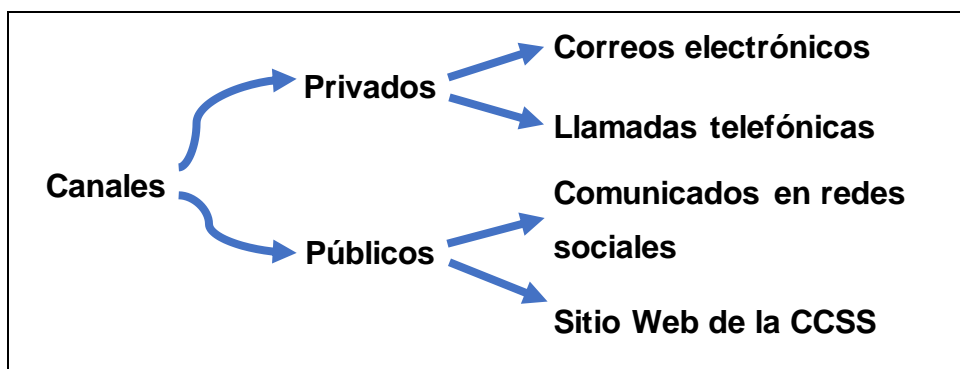 Canales
Privados
Correos electrónicos
Llamadas telefónicas
Públicos
Comunicados en redes
sociales
Sitio Web de la CCSS